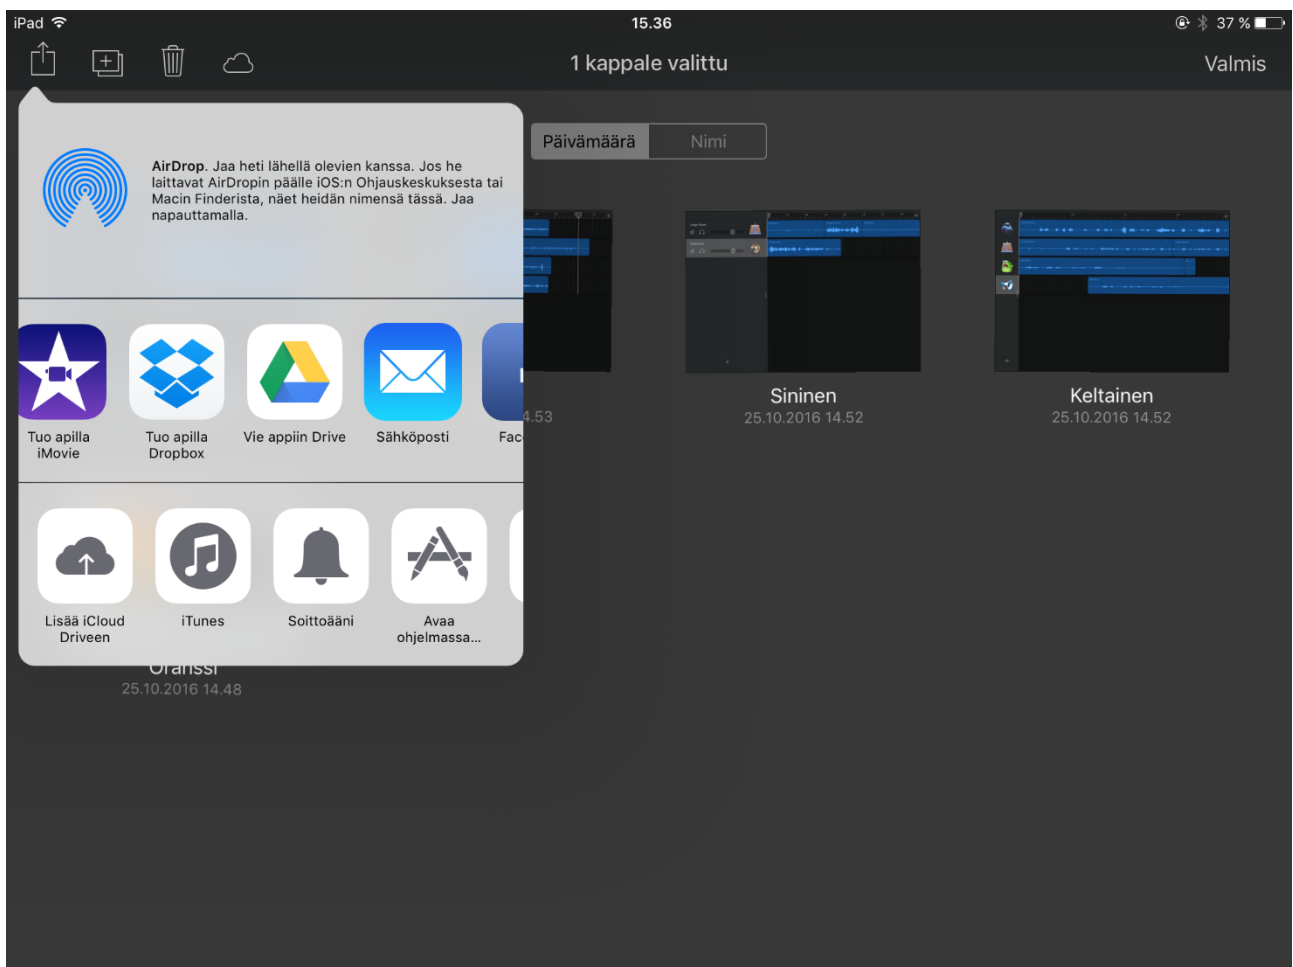 iPad
15.36
37 %
1 kappale valittu
Valmis
AirDrop. Jaa heti lähellä olevien kanssa. Jos he
laittavat AirDropin päälle iOS:n Ohjauskeskuksesta tai
Macin Finderista, näet heidän nimensä tässä. Jaa
napauttamalla.
Päivämäärä
Nimi
Tuo apilla
iMovie
Tuo apilla
Dropbox
Vie appiin Drive
Sähköposti
Fac
4.53
Sininen
25.10.2016 14.52
Keltainen
25.10.2016 14.52
Lisää iCloud
Driveen
iTunes
Soittoääni
Avaa
ohjelmassa...
Oranssi
25.10.2016 14.48